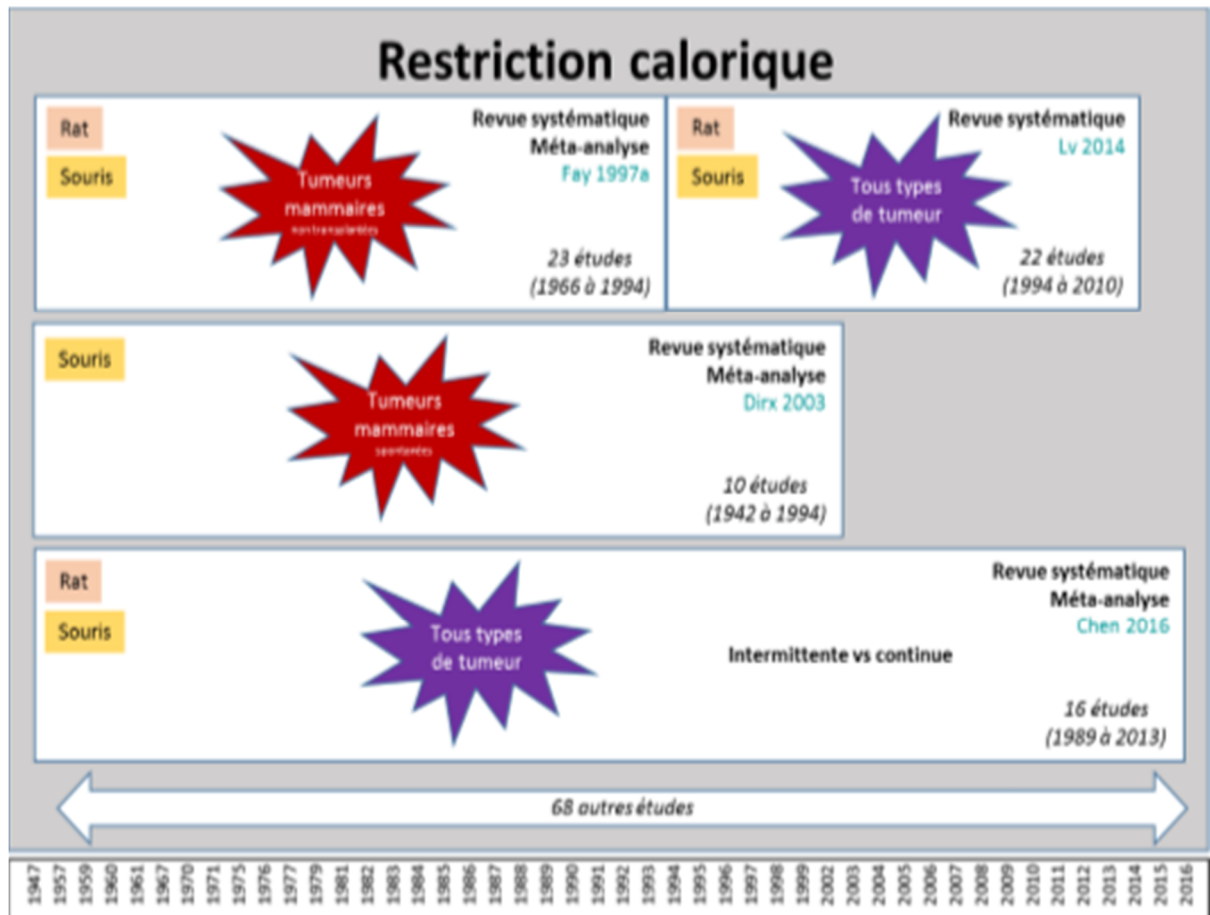 Restriction calorique
Rat
Souris
Tumeurs
mammaires
non transplantées
Revue systématique
Méta-analyse
Fay 1997a
23 études
(1966 à 1994)
Rat
Souris
Tous types
de tumeur
Revue systématique
Lv 2014
22 études
(1994 à 2010)
Souris
Tumeurs
mammaires
spontanées
Revue systématique
Méta-analyse
Dirx 2003
10 études
(1942 à 1994)
Rat
Souris
Tous types
de tumeur
Revue systématique
Méta-analyse
Chen 2016
Intermittente vs continue
16 études
(1989 à 2013)
68 autres études
1947 1957 1959 1960 1961 1967 1970 1971 1975 1976 1977 1979 1981 1982 1983 1984 1985 1986 1987 1988 1989 1990 1991 1992 1993 1994 1995 1996 1997 1998 1999 2002 2003 2004 2005 2006 2007 2008 2009 2010 2011 2012 2013 2014 2015 2016